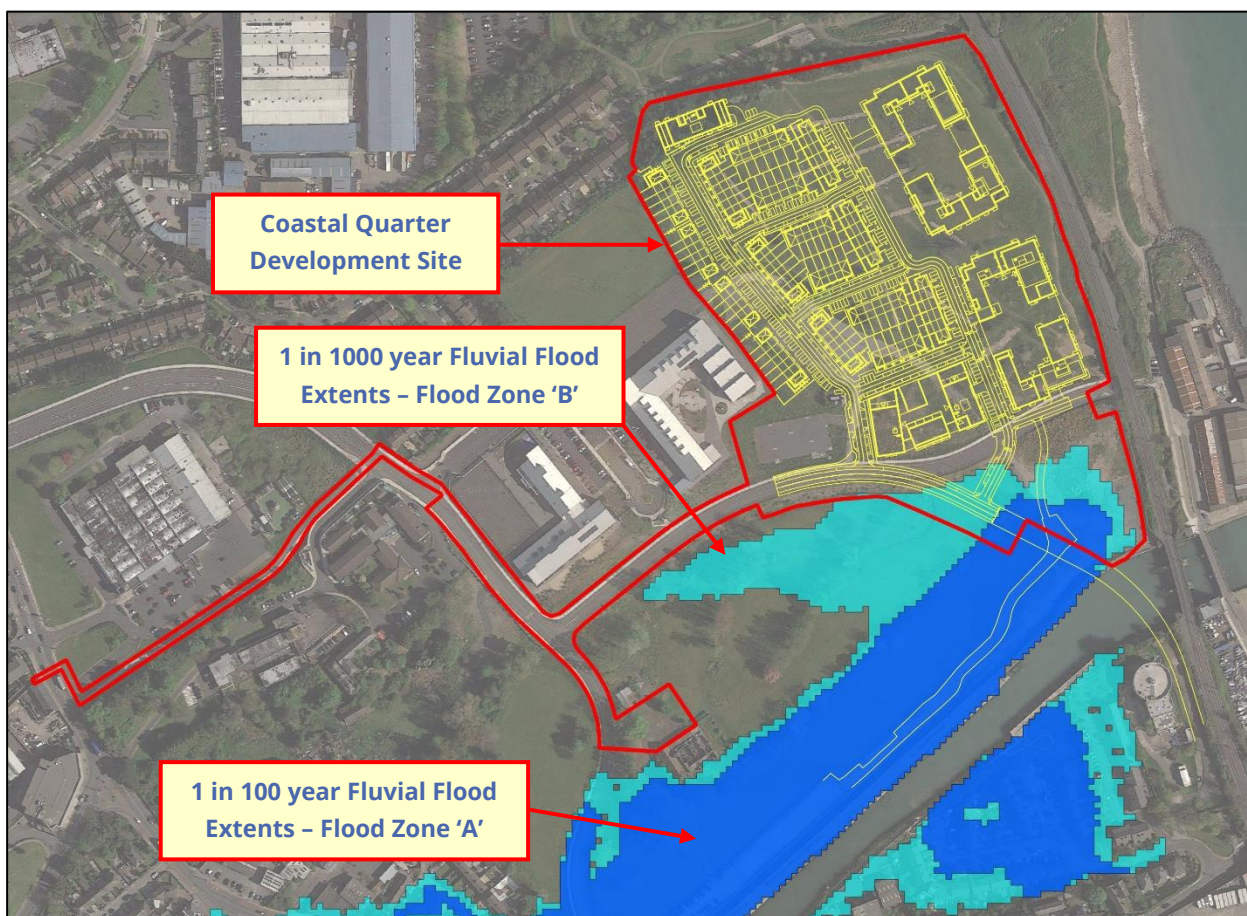 Coastal Quarter
Development Site
1 in 1000 year Fluvial Flood
Extents – Flood Zone ‘B’
1 in 100 year Fluvial Flood
Extents – Flood Zone ‘A’